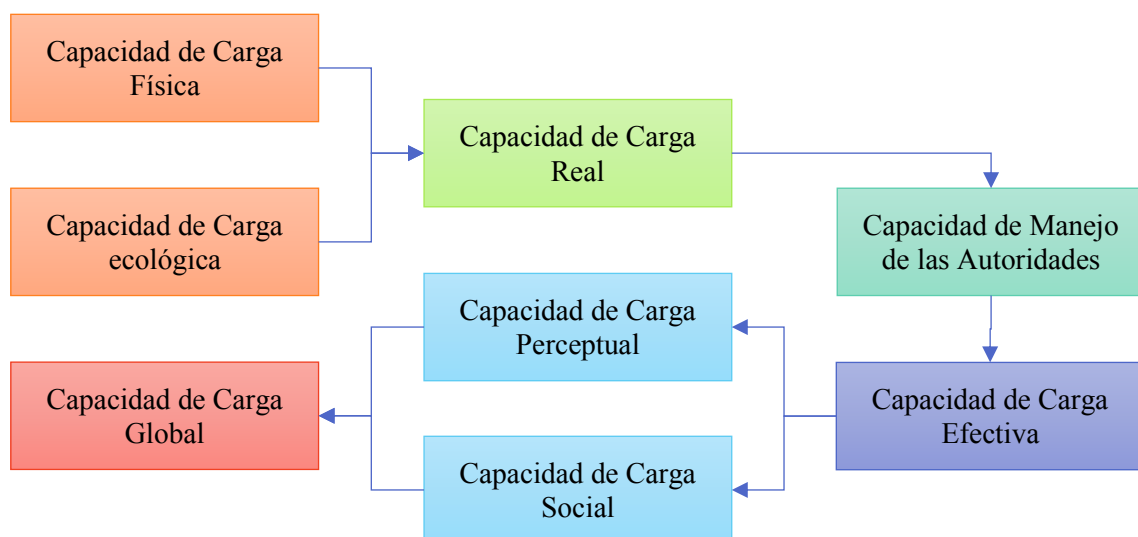 Capacidad de Carga
Física
Capacidad de Carga
ecológica
Capacidad de Carga
Real
Capacidad de Manejo
de las Autoridades
Capacidad de Carga
Efectiva
Capacidad de Carga
Perceptual
Capacidad de Carga
Social
Capacidad de Carga
Global